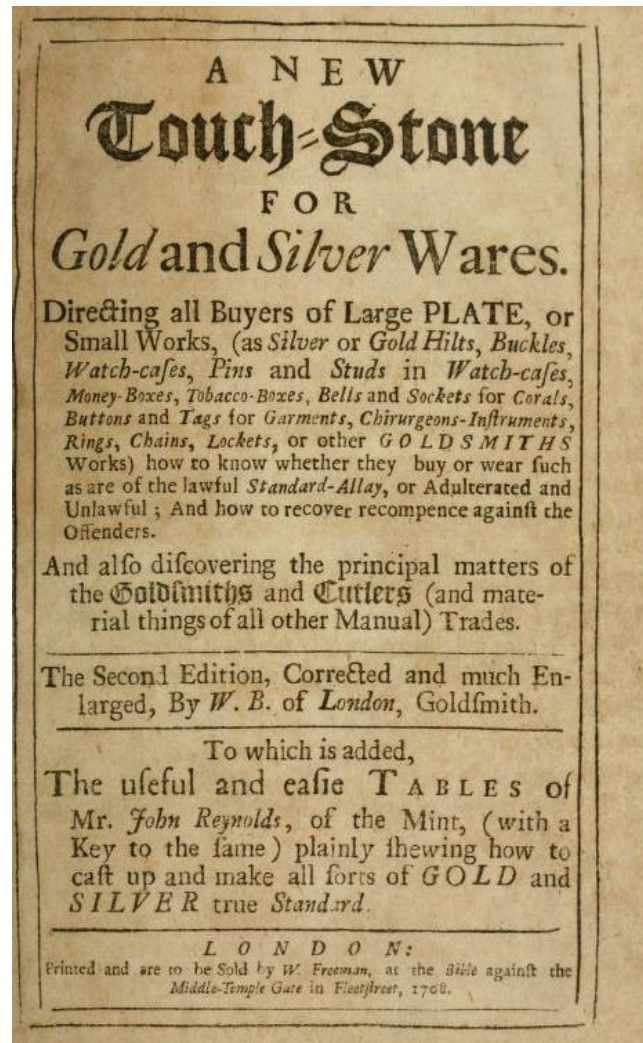 A NEW
Touch-Stone
FOR
Gold and Silver Wares.
Directing all Buyers of Large PLATE, or
Small Works, (as Silver or Gold Hilts, Buckles,
Watch-caſes, Pins and Studs in Watch-caſes,
Money-Boxes, Tobacco-Boxes, Bells and Sockets for Corals,
Buttons and Tags for Garments, Chirurgeons-Inſtruments,
Rings, Chains, Lockets, or other GOLDSMITHS
Works) how to know whether they buy or wear ſuch
as are of the lawful Standard-Allay, or Adulterated and
Unlawful ; And how to recover recompence againſt the
Offenders.
And alſo diſcovering the principal matters of
the Goldſmiths and Cutlers (and mate-
rial things of all other Manual) Trades.
The Second Edition, Corrected and much En-
larged, By W. B. of London, Goldſmith.
To which is added,
The uſeful and eaſie TABLES of
Mr. John Reynolds, of the Mint, (with a
Key to the ſame) plainly ſhewing how to
caſt up and make all ſorts of GOLD and
SILVER true Standard.
LONDON:
Printed and are to be Sold by W. Freeman, at the Bible againſt the
Middle-Temple Gate in Fleetſtreet, 1708.